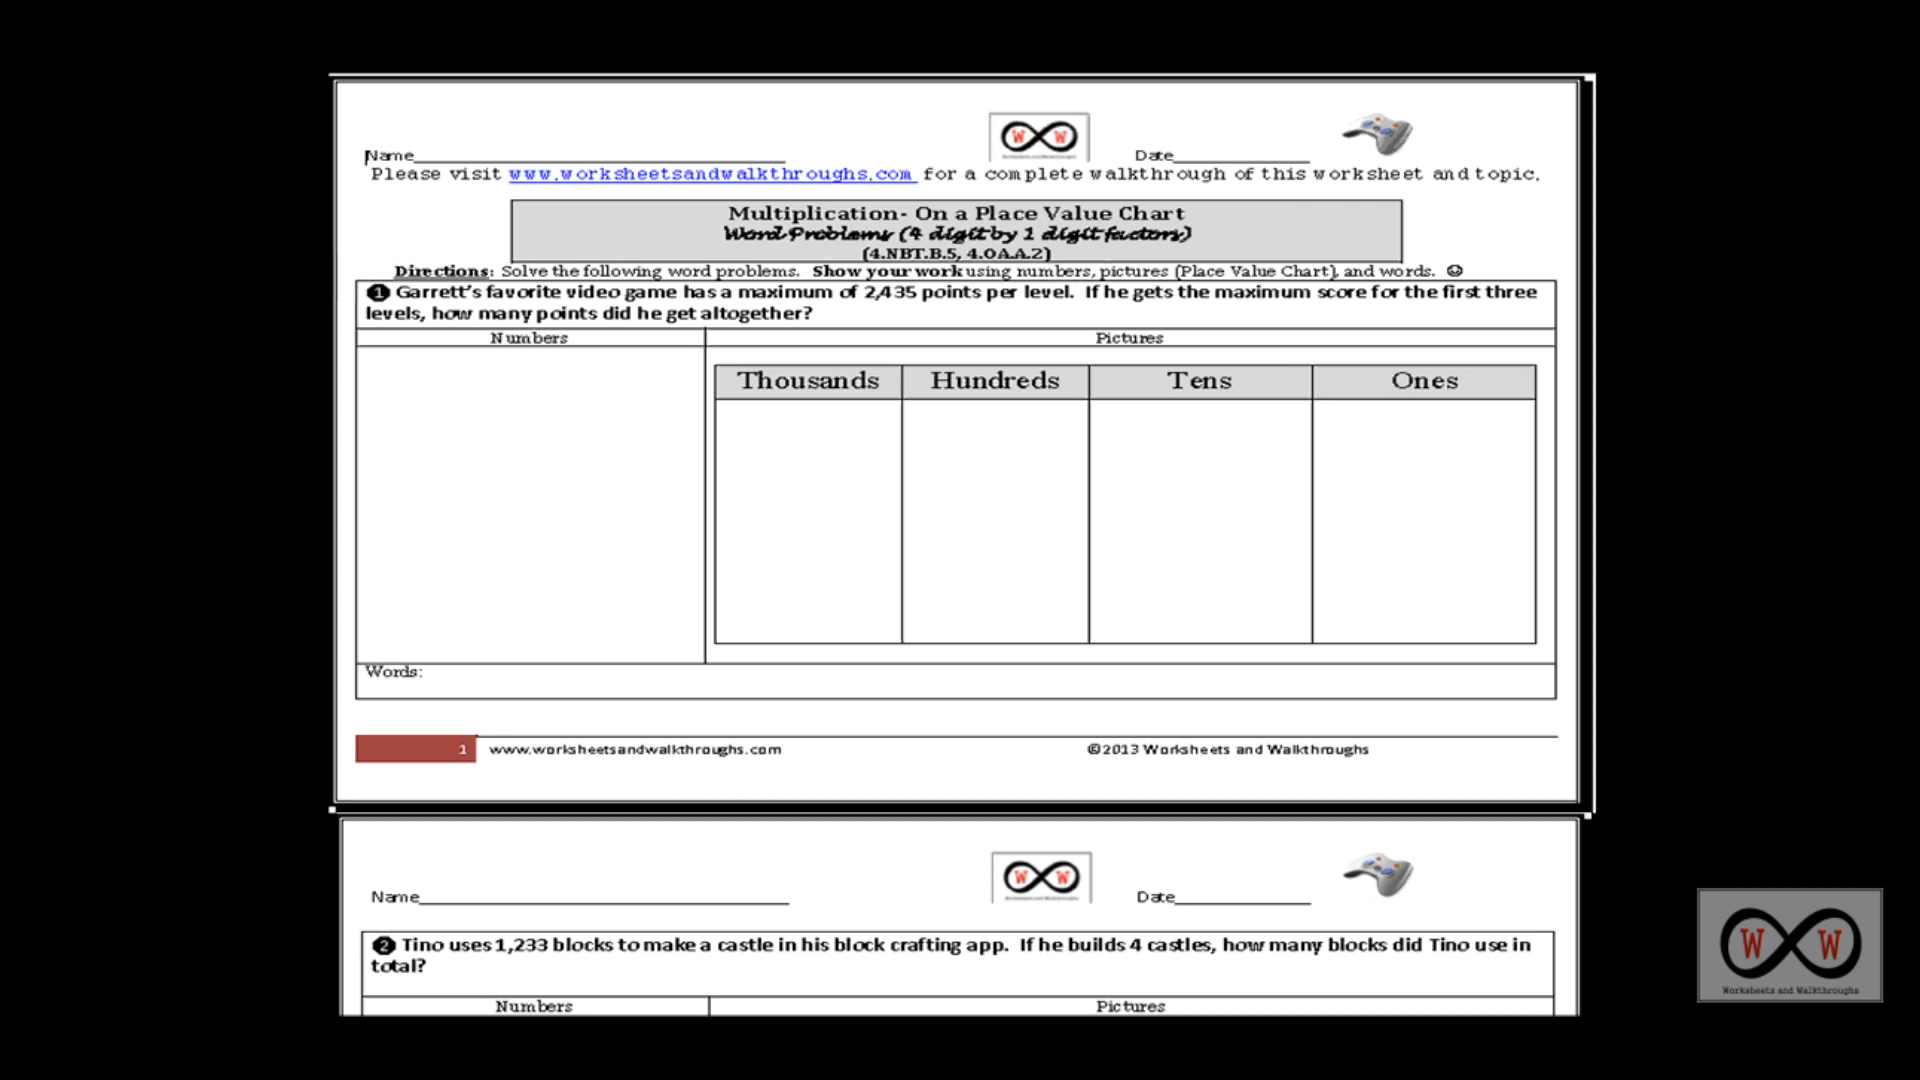 Name
W W
Date
Please visit www.worksheetsandwalkthroughs.com for a complete walkthrough of this worksheet and topic.
Multiplication- On a Place Value Chart
Word Problems (4 digit by 1 digit factors)
(4.NBT.B.5, 4.OA.A.2)
Directions: Solve the following word problems. Show your work using numbers, pictures (Place Value Chart), and words. ☺
❶ Garrett's favorite video game has a maximum of 2,435 points per level. If he gets the maximum score for the first three
levels, how many points did he get altogether?
Numbers
Pictures
Thousands
Hundreds
Tens
Ones
Words:
1
www.worksheetsandwalkthroughs.com
©2013 Worksheets and Walkthroughs
Name
W W
Date
❷ Tino uses 1,233 blocks to make a castle in his block crafting app. If he builds 4 castles, how many blocks did Tino use in
total?
Numbers
Pictures
W W
Worksheets and Walkthroughs